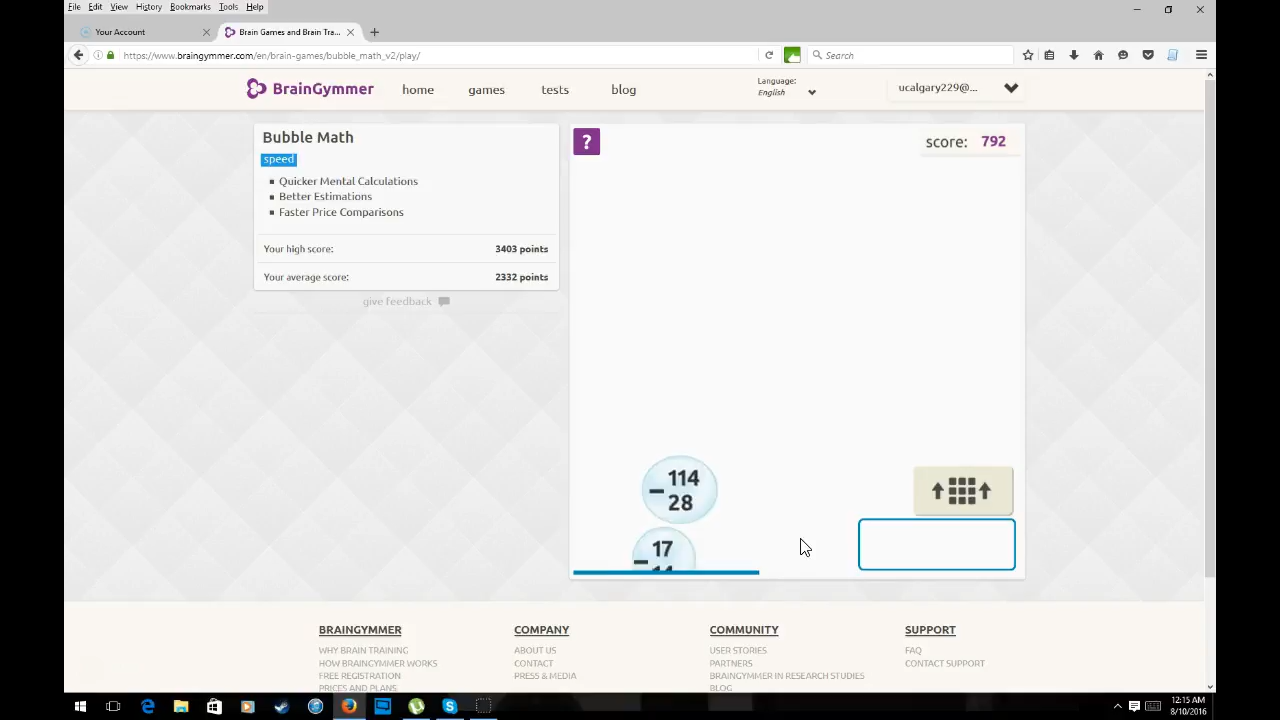 File Edit View History Bookmarks Tools Help
Your Account
Brain Games and Brain Tra...
https://www.braingymmer.com/en/brain-games/bubble_math_v2/play/
Search
BrainGymmer
home games tests blog
Language:
English
ucalgary229@...
Bubble Math
speed
Quicker Mental Calculations
Better Estimations
Faster Price Comparisons
Your high score: 3403 points
Your average score: 2332 points
give feedback
?
score: 792
114
− 28
17
−
BRAINGYMMER
WHY BRAIN TRAINING
HOW BRAINGYMMER WORKS
FREE REGISTRATION
PRICES AND PLANS
COMPANY
ABOUT US
CONTACT
PRESS & MEDIA
COMMUNITY
USER STORIES
PARTNERS
BRAINGYMMER IN RESEARCH STUDIES
BLOG
SUPPORT
FAQ
CONTACT SUPPORT
12:15 AM
8/10/2016